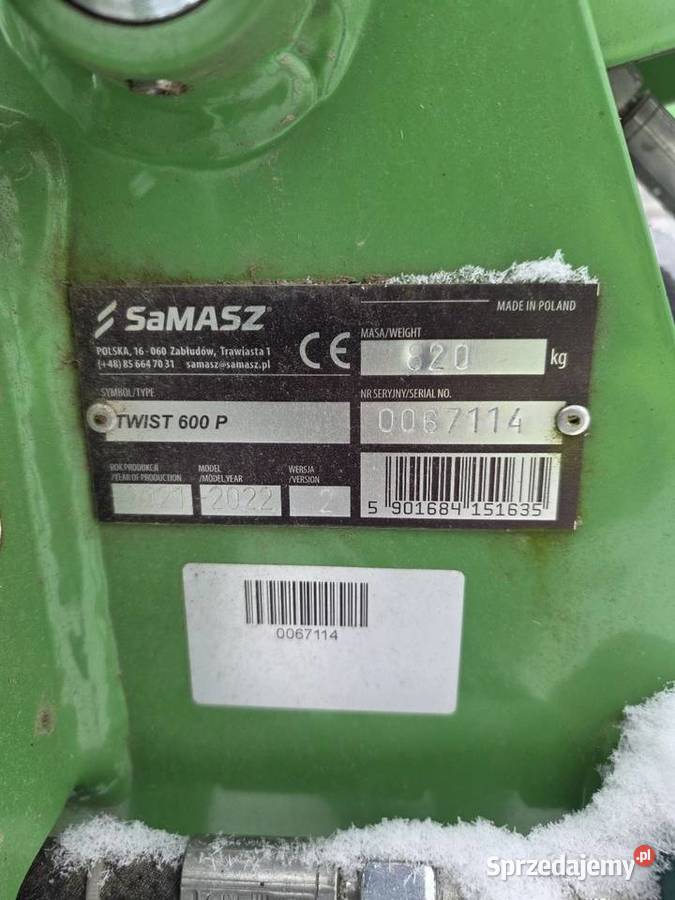 SaMASZ
POLSKA, 16 - 060 Zabłudów, Trawiasta 1
(+48) 85 664 70 31 samasz@samasz.pl
CE
MADE IN POLAND
MASA/WEIGHT
620 kg
SYMBOL/TYPE
TWIST 600 P
NR SERYJNY/SERIAL NO.
0067114
ROK PRODUKCJI
/YEAR OF PRODUCTION
2021
MODEL
/MODEL YEAR
2022
WERSJA
/VERSION
2
5 901684 151635
0067114
Sprzedajemy.pl